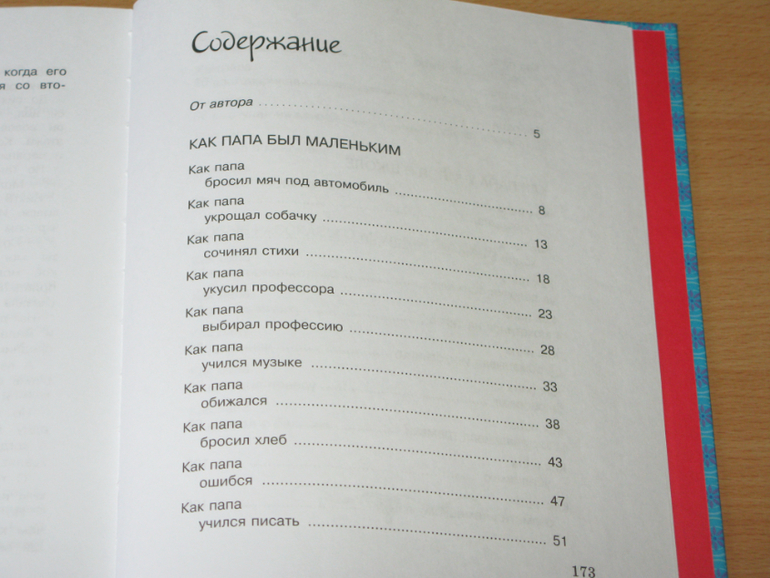 когда его
я со вто-
Содержание
От автора .......... 5
КАК ПАПА БЫЛ МАЛЕНЬКИМ
Как папа
бросил мяч под автомобиль .......... 8
Как папа
укрощал собачку .......... 13
Как папа
сочинял стихи .......... 18
Как папа
укусил профессора .......... 23
Как папа
выбирал профессию .......... 28
Как папа
учился музыке .......... 33
Как папа
обижался .......... 38
Как папа
бросил хлеб .......... 43
Как папа
ошибся .......... 47
Как папа
учился писать .......... 51
173